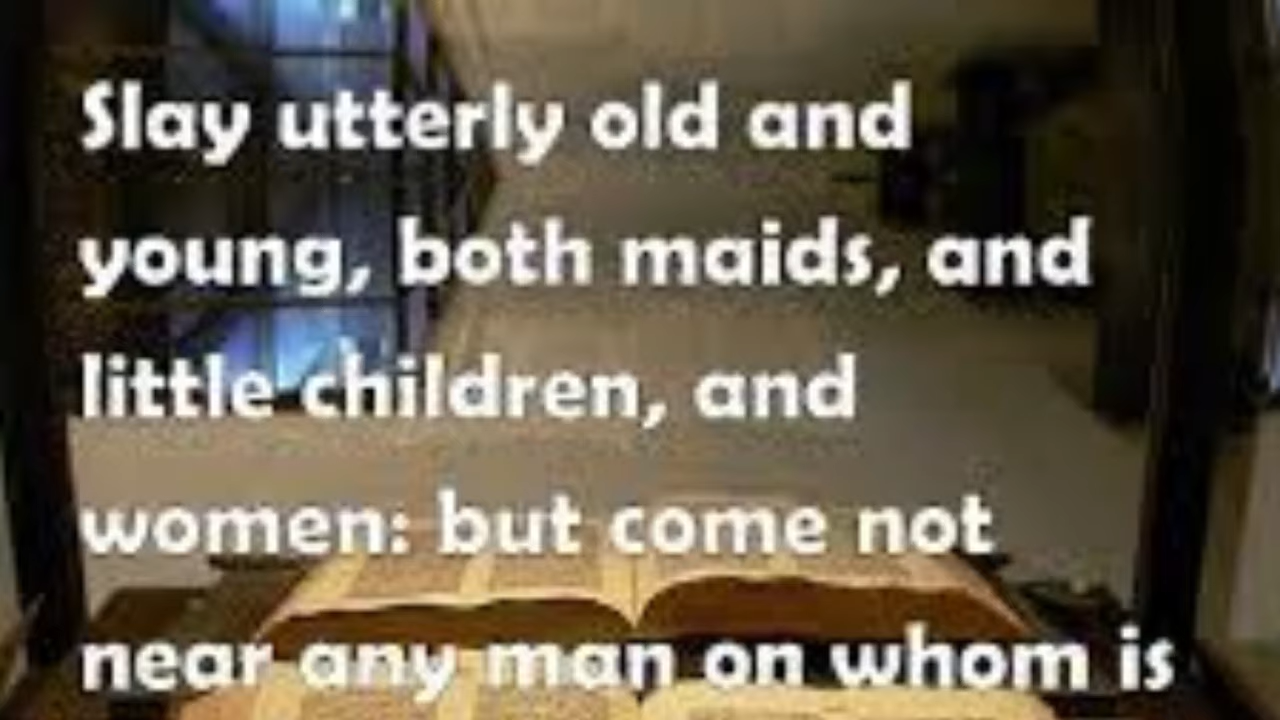 Slay utterly old and
young, both maids, and
little children, and
women: but come not
near any man on whom is